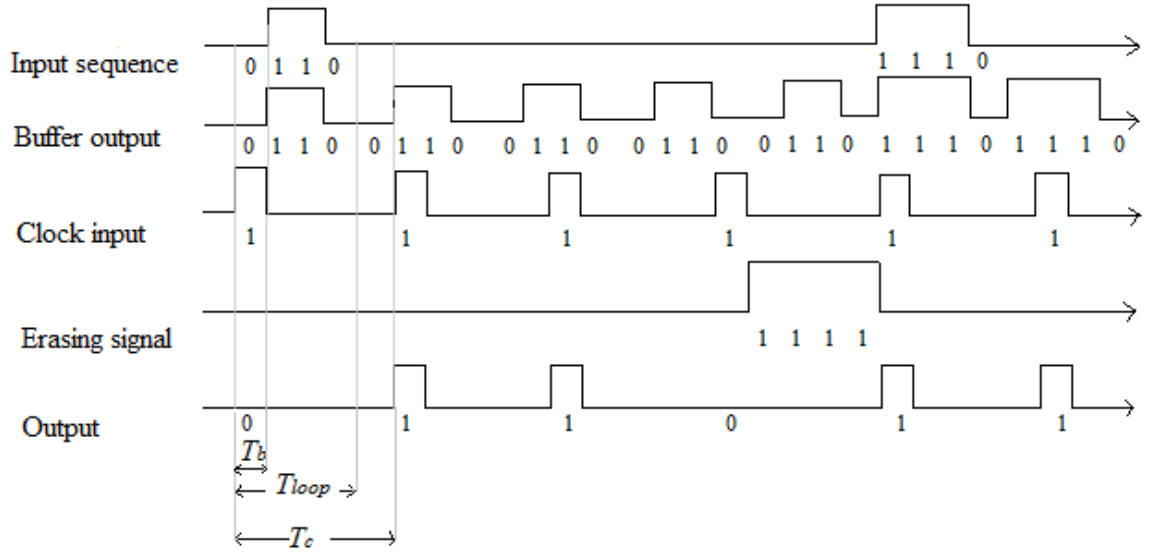 Input sequence 0 1 1 0 1 1 1 0
Buffer output 0 1 1 0 0 1 1 0 0 1 1 0 0 1 1 0 0 1 1 0 1 1 1 0 1 1 1 0
Clock input 1 1 1 1 1 1
Erasing signal 1 1 1 1
Output 0 1 1 0 1 1
Tb
Tloop
Tc